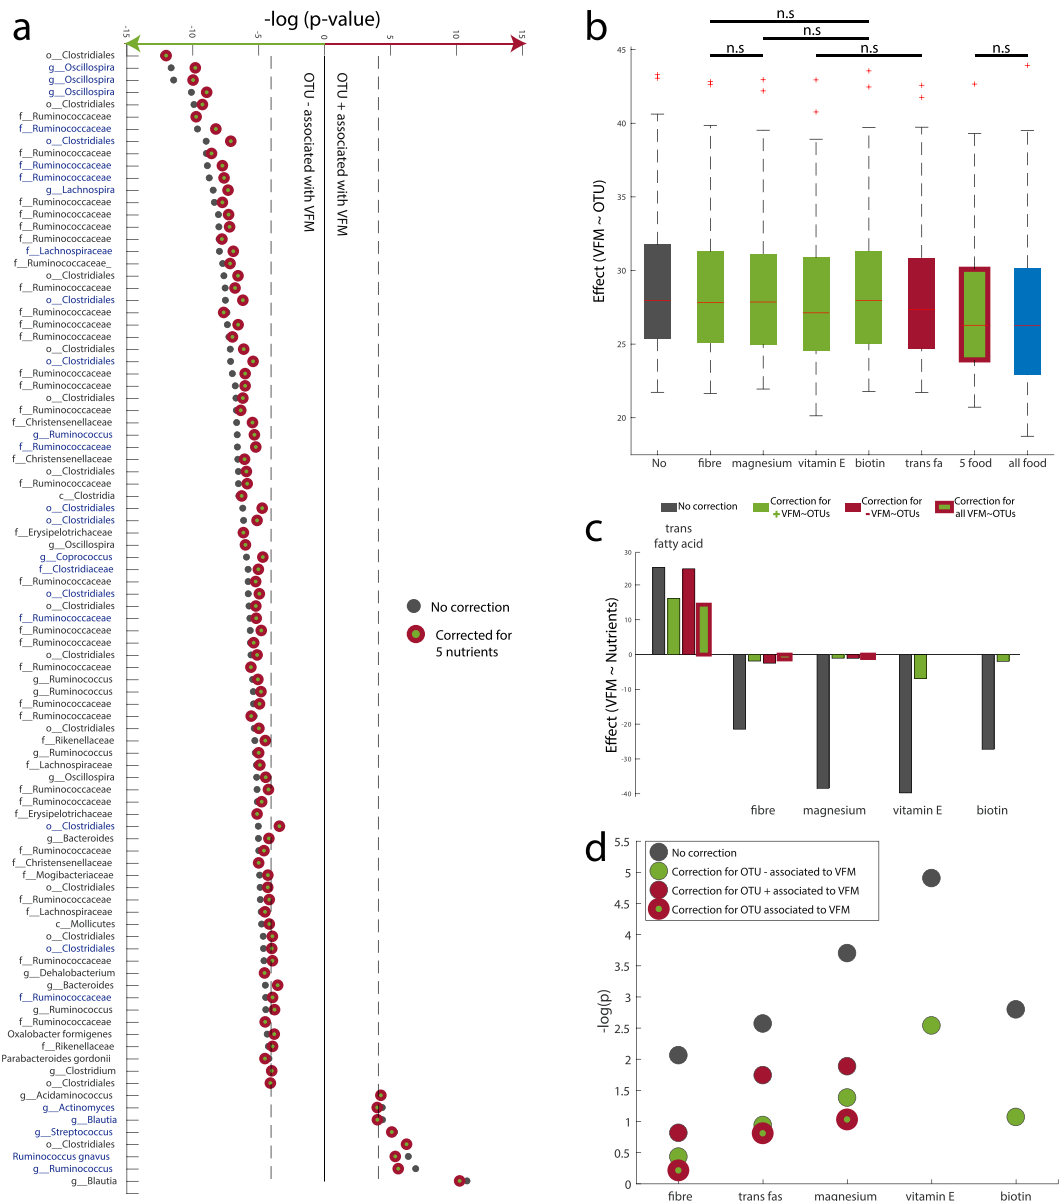 a
-log (p-value)
-15
-10
-5
0
5
10
15
OTU - associated with VFM
OTU + associated with VFM
o__Clostridiales
g__Oscillospira
g__Oscillospira
g__Oscillospira
o__Clostridiales
f__Ruminococcaceae
f__Ruminococcaceae
o__Clostridiales
f__Ruminococcaceae
f__Ruminococcaceae
f__Ruminococcaceae
g__Lachnospira
f__Ruminococcaceae
f__Ruminococcaceae
f__Ruminococcaceae
f__Ruminococcaceae
f__Lachnospiraceae
f__Ruminococcaceae_
o__Clostridiales
f__Ruminococcaceae
o__Clostridiales
f__Ruminococcaceae
f__Ruminococcaceae
f__Ruminococcaceae
o__Clostridiales
o__Clostridiales
f__Ruminococcaceae
f__Ruminococcaceae
o__Clostridiales
f__Ruminococcaceae
f__Christensenellaceae
g__Ruminococcus
f__Ruminococcaceae
f__Christensenellaceae
o__Clostridiales
f__Ruminococcaceae
c__Clostridia
o__Clostridiales
o__Clostridiales
f__Erysipelotrichaceae
g__Oscillospira
g__Coprococcus
f__Clostridiaceae
f__Ruminococcaceae
o__Clostridiales
o__Clostridiales
f__Ruminococcaceae
f__Ruminococcaceae
f__Ruminococcaceae
o__Clostridiales
f__Ruminococcaceae
g__Ruminococcus
g__Ruminococcus
f__Ruminococcaceae
f__Ruminococcaceae
o__Clostridiales
f__Rikenellaceae
g__Ruminococcus
f__Lachnospiraceae
g__Oscillospira
f__Ruminococcaceae
f__Ruminococcaceae
f__Erysipelotrichaceae
o__Clostridiales
g__Bacteroides
f__Ruminococcaceae
f__Christensenellaceae
f__Mogibacteriaceae
o__Clostridiales
f__Ruminococcaceae
f__Lachnospiraceae
c__Mollicutes
o__Clostridiales
o__Clostridiales
f__Ruminococcaceae
g__Dehalobacterium
g__Bacteroides
f__Ruminococcaceae
g__Ruminococcus
f__Ruminococcaceae
Oxalobacter formigenes
f__Rikenellaceae
Parabacteroides gordonii
g__Clostridium
o__Clostridiales
g__Acidaminococcus
g__Actinomyces
g__Blautia
g__Streptococcus
o__Clostridiales
Ruminococcus gnavus
g__Ruminococcus
g__Blautia
No correction
Corrected for
5 nutrients
b
n.s
n.s
n.s
n.s
n.s
Effect (VFM ~ OTU)
45
40
35
30
25
20
No
fibre
magnesium
vitamin E
biotin
trans fa
5 food
all food
No correction
Correction for
+VFM~OTUs
Correction for
-VFM~OTUs
Correction for
all VFM~OTUs
c
trans
fatty acid
Effect (VFM ~ Nutrients)
30
20
10
0
-10
-20
-30
-40
fibre
magnesium
vitamin E
biotin
d
No correction
Correction for OTU - associated to VFM
Correction for OTU + associated to VFM
Correction for OTU associated to VFM
-log(p)
5.5
5
4.5
4
3.5
3
2.5
2
1.5
1
0.5
0
fibre
trans fas
magnesium
vitamin E
biotin